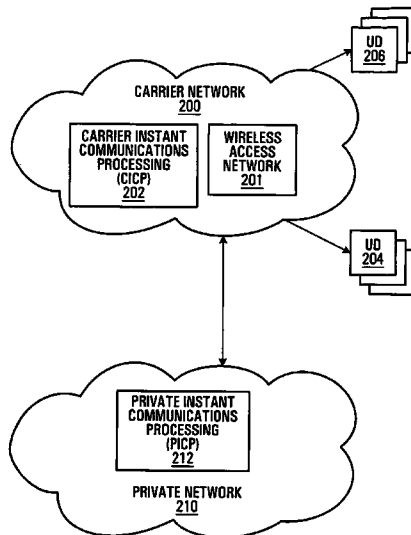 UD
206
CARRIER NETWORK
200
CARRIER INSTANT
COMMUNICATIONS
PROCESSING
(CICP)
202
WIRELESS
ACCESS
NETWORK
201
UD
204
PRIVATE INSTANT
COMMUNICATIONS
PROCESSING
(PICP)
212
PRIVATE NETWORK
210